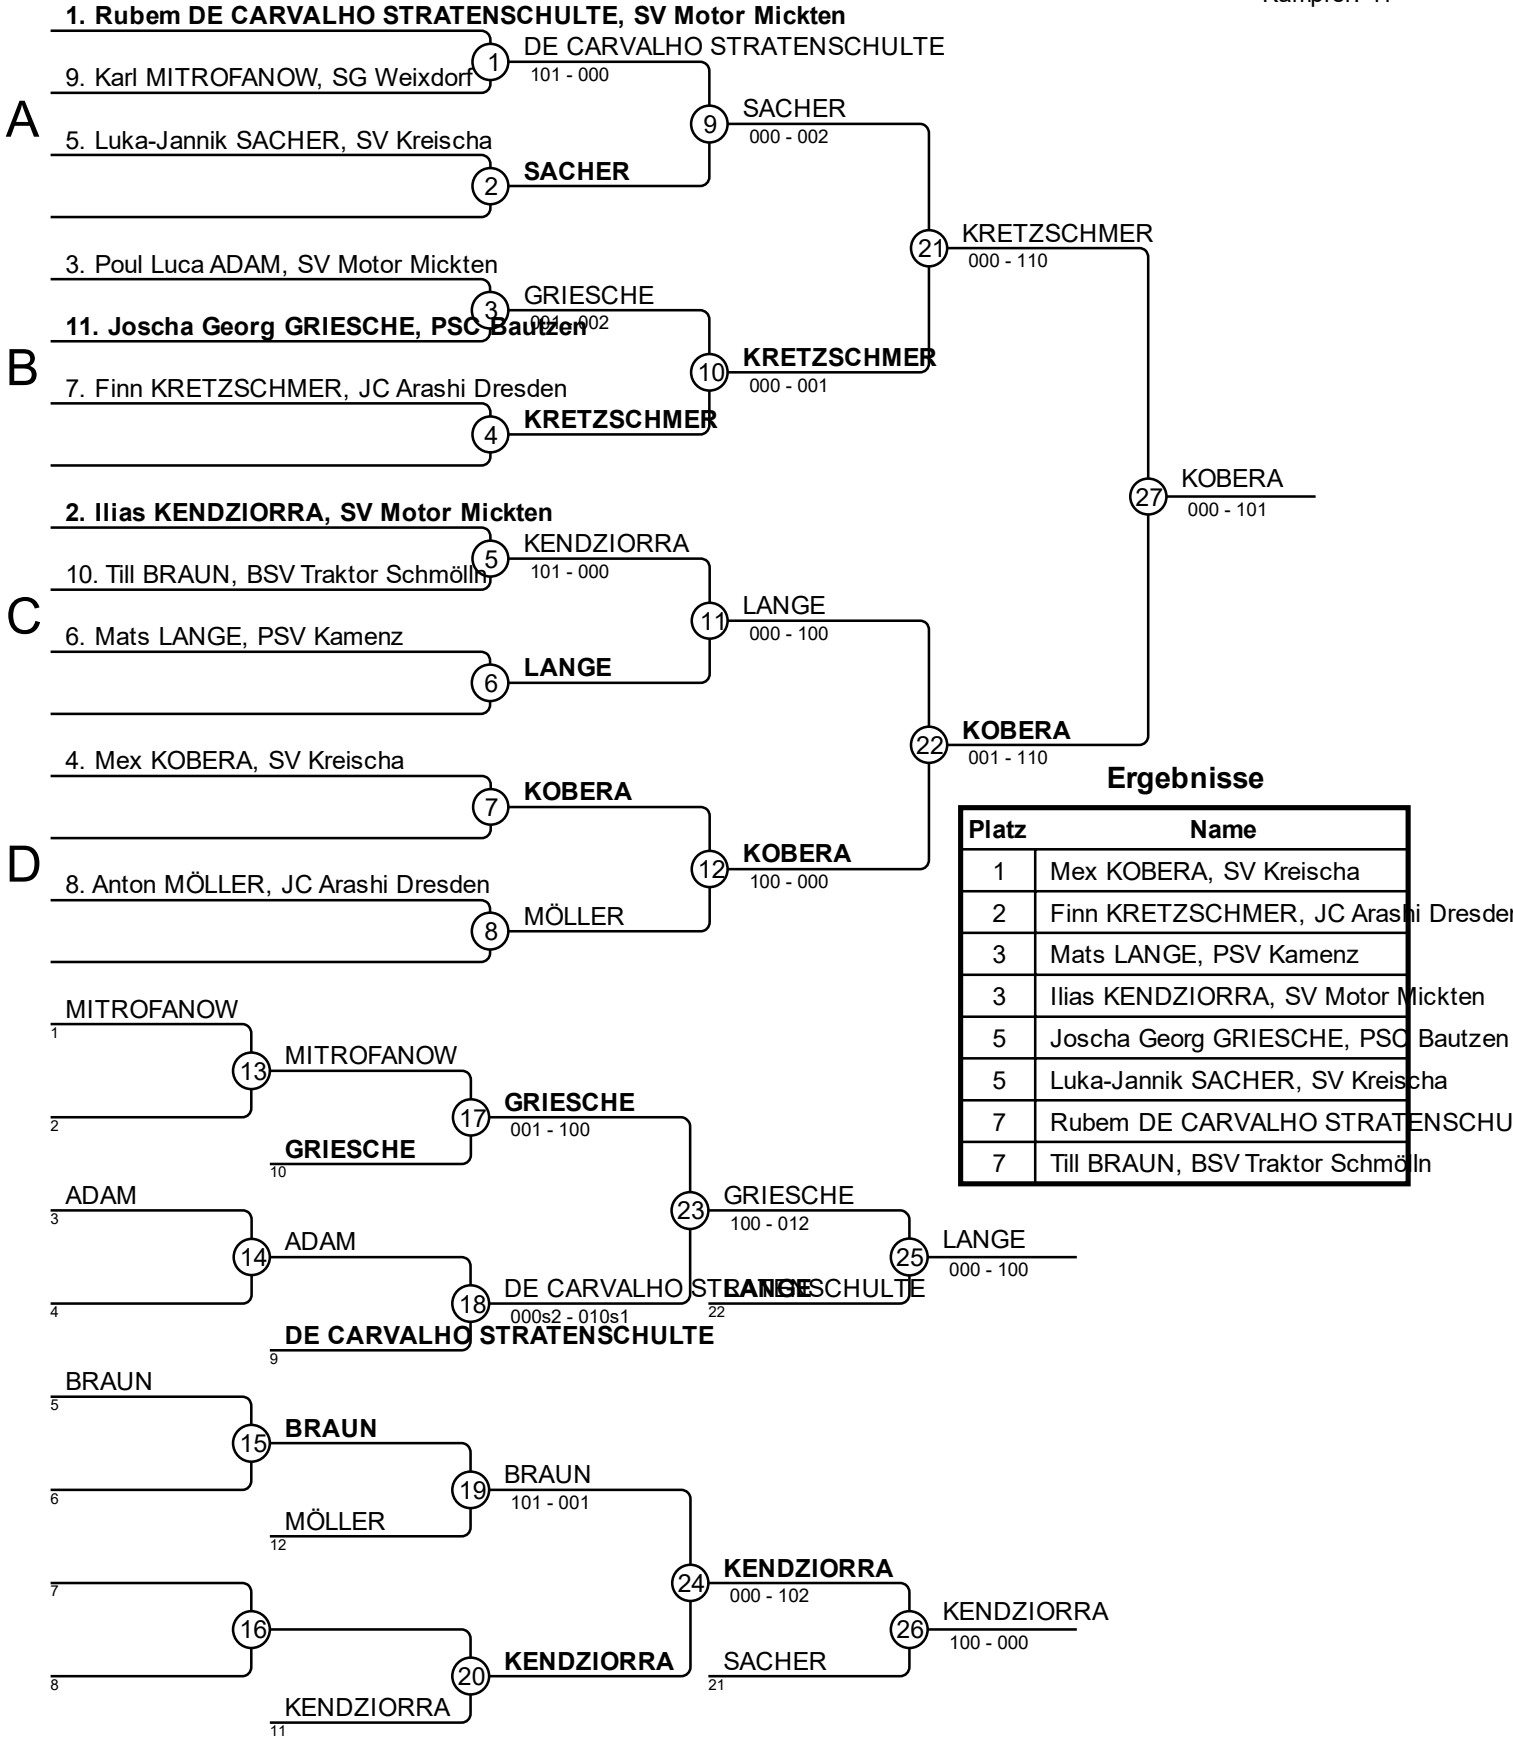 1. Rubem DE CARVALHO STRATENSCHULTE, SV Motor Mickten
1
DE CARVALHO STRATENSCHULTE
101 - 000
9. Karl MITROFANOW, SG Weixdorf
A
9
SACHER
000 - 002
5. Luka-Jannik SACHER, SV Kreischa
2
SACHER
21
KRETZSCHMER
000 - 110
3. Poul Luca ADAM, SV Motor Mickten
3
GRIESCHE
001 - 002
11. Joscha Georg GRIESCHE, PSC Bautzen
B
10
KRETZSCHMER
000 - 001
7. Finn KRETZSCHMER, JC Arashi Dresden
4
KRETZSCHMER
27
KOBERA
000 - 101
2. Ilias KENDZIORRA, SV Motor Mickten
5
KENDZIORRA
101 - 000
10. Till BRAUN, BSV Traktor Schmölln
C
11
LANGE
000 - 100
6. Mats LANGE, PSV Kamenz
6
LANGE
22
KOBERA
001 - 110
4. Mex KOBERA, SV Kreischa
7
KOBERA
D
12
KOBERA
100 - 000
8. Anton MÖLLER, JC Arashi Dresden
8
MÖLLER
Ergebnisse
Platz Name
1 Mex KOBERA, SV Kreischa
2 Finn KRETZSCHMER, JC Arashi
3 Mats LANGE, PSV Kamenz
3 Ilias KENDZIORRA, SV Motor Mickten
5 Joscha Georg GRIESCHE, PSC Bautzen
5 Luka-Jannik SACHER, SV Kreischa
7 Rubem DE CARVALHO
7 Till BRAUN, BSV Traktor Schmölln
MITROFANOW
1
13
MITROFANOW
2
17
GRIESCHE
001 - 100
GRIESCHE
10
ADAM
3
14
ADAM
4
23
GRIESCHE
100 - 012
25
LANGE
000 - 100
18
DE CARVALHO STRATENSCHULTE
000s2 - 010s1
LANGE
22
DE CARVALHO STRATENSCHULTE
9
BRAUN
5
15
BRAUN
6
19
BRAUN
101 - 001
MÖLLER
12
24
KENDZIORRA
000 - 102
7
16
8
26
KENDZIORRA
100 - 000
20
KENDZIORRA
SACHER
21
KENDZIORRA
11